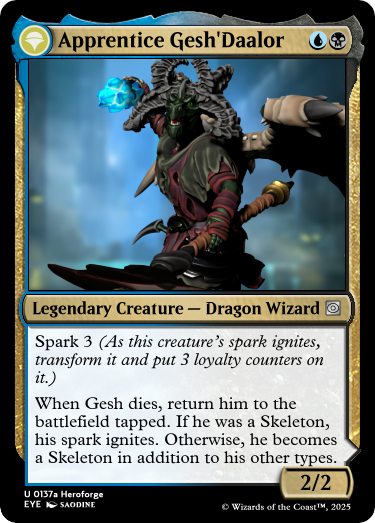 Apprentice Gesh'Daalor
Legendary Creature — Dragon Wizard
Spark 3 (As this creature's spark ignites,
transform it and put 3 loyalty counters on
it.)
When Gesh dies, return him to the
battlefield tapped. If he was a Skeleton,
his spark ignites. Otherwise, he becomes
a Skeleton in addition to his other types.
2/2
U 0137a Heroforge
EYE SAODINE
© Wizards of the Coast™, 2025